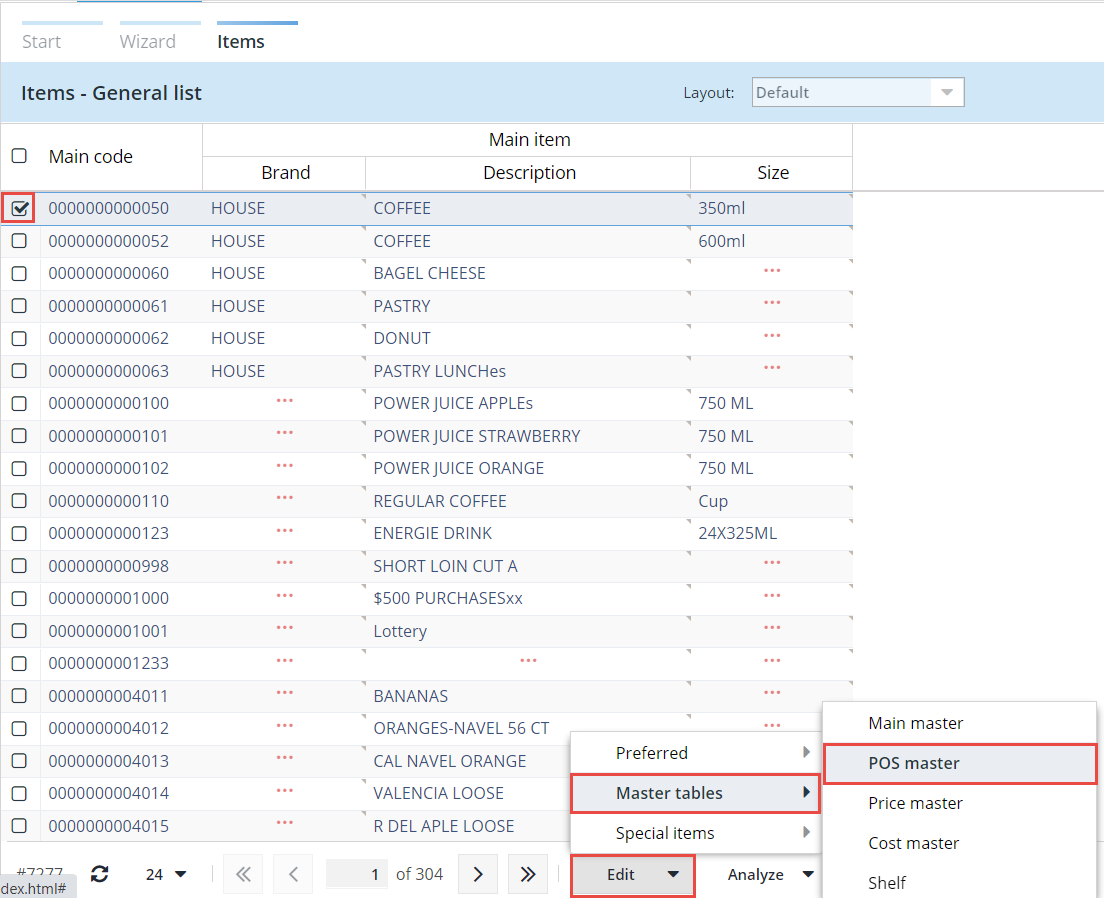 Start Wizard Items
Items - General list Layout: Default
Main code Main item
Brand Description Size
0000000000050 HOUSE COFFEE 350ml
0000000000052 HOUSE COFFEE 600ml
0000000000060 HOUSE BAGEL CHEESE ...
0000000000061 HOUSE PASTRY ...
0000000000062 HOUSE DONUT ...
0000000000063 HOUSE PASTRY LUNCHes ...
0000000000100 ... POWER JUICE APPLEs 750 ML
0000000000101 ... POWER JUICE STRAWBERRY 750 ML
0000000000102 ... POWER JUICE ORANGE 750 ML
0000000000110 ... REGULAR COFFEE Cup
0000000000123 ... ENERGIE DRINK 24X325ML
0000000000998 ... SHORT LOIN CUT A ...
0000000001000 ... $500 PURCHASESxx ...
0000000001001 ... Lottery ...
0000000001233 ... ... ...
0000000004011 ... BANANAS ...
0000000004012 ... ORANGES-NAVEL 56 CT ...
0000000004013 ... CAL NAVEL ORANGE
0000000004014 ... VALENCIA LOOSE
0000000004015 ... R DEL APLE LOOSE
Preferred
Master tables
Special items
Main master
POS master
Price master
Cost master
Shelf
#7277 24 1 of 304 Edit Analyze
dex.html#